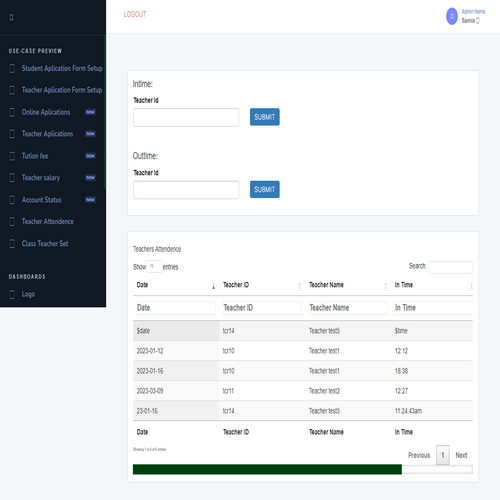 LOGOUT
Admin Name
Samia
USE-CASE PREVIEW
Student Aplication Form Setup
Teacher Aplication Form Setup
Online Aplications new
Teacher Aplications new
Tution fee new
Teacher salary new
Account Status new
Teacher Attendence
Class Teacher Set
DASHBOARDS
Logo
Intime:
Teacher Id
SUBMIT
Outtime:
Teacher Id
SUBMIT
Teachers Attendence
Show 10 entries
Search:
Date Teacher ID Teacher Name In Time
Date Teacher ID Teacher Name In Time
$date tcr14 Teacher test5 $time
2023-01-12 tcr10 Teacher test1 12:12
2023-01-16 tcr10 Teacher test1 18:38
2023-03-09 tcr11 Teacher test2 12:27
23-01-16 tcr14 Teacher test5 11:24:43am
Date Teacher ID Teacher Name In Time
Showing 1 to 5 of 5 entries
Previous 1 Next